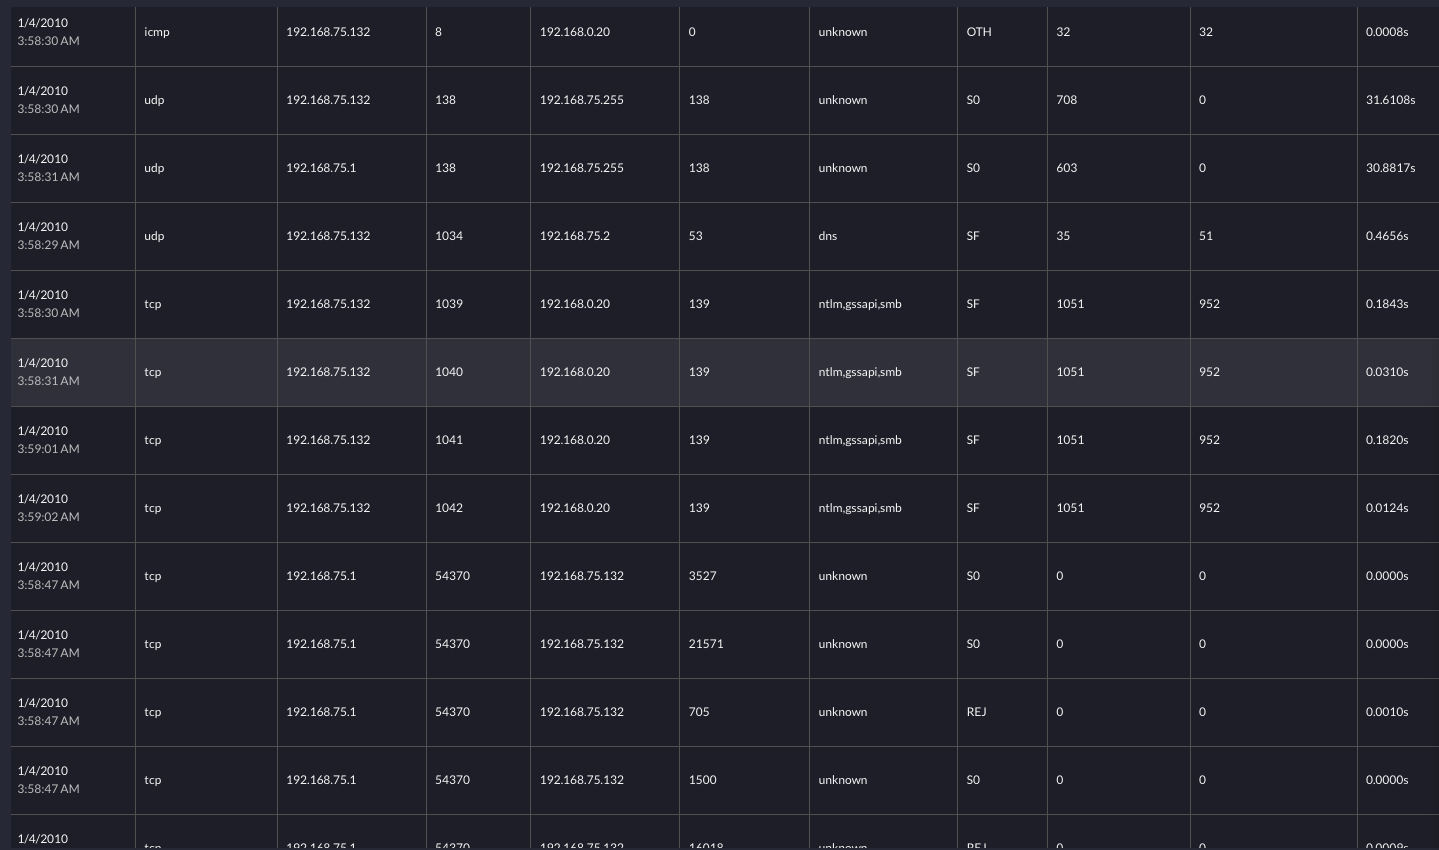 1/4/2010
3:58:30 AM
icmp 192.168.75.132 8 192.168.0.20 0 unknown OTH 32 32 0.0008s
1/4/2010
3:58:30 AM
udp 192.168.75.132 138 192.168.75.255 138 unknown S0 708 0 31.6108s
1/4/2010
3:58:31 AM
udp 192.168.75.1 138 192.168.75.255 138 unknown S0 603 0 30.8817s
1/4/2010
3:58:29 AM
udp 192.168.75.132 1034 192.168.75.2 53 dns SF 35 51 0.4656s
1/4/2010
3:58:30 AM
tcp 192.168.75.132 1039 192.168.0.20 139 ntlm,gssapi,smb SF 1051 952 0.1843s
1/4/2010
3:58:31 AM
tcp 192.168.75.132 1040 192.168.0.20 139 ntlm,gssapi,smb SF 1051 952 0.0310s
1/4/2010
3:59:01 AM
tcp 192.168.75.132 1041 192.168.0.20 139 ntlm,gssapi,smb SF 1051 952 0.1820s
1/4/2010
3:59:02 AM
tcp 192.168.75.132 1042 192.168.0.20 139 ntlm,gssapi,smb SF 1051 952 0.0124s
1/4/2010
3:58:47 AM
tcp 192.168.75.1 54370 192.168.75.132 3527 unknown S0 0 0 0.0000s
1/4/2010
3:58:47 AM
tcp 192.168.75.1 54370 192.168.75.132 21571 unknown S0 0 0 0.0000s
1/4/2010
3:58:47 AM
tcp 192.168.75.1 54370 192.168.75.132 705 unknown REJ 0 0 0.0010s
1/4/2010
3:58:47 AM
tcp 192.168.75.1 54370 192.168.75.132 1500 unknown S0 0 0 0.0000s
1/4/2010